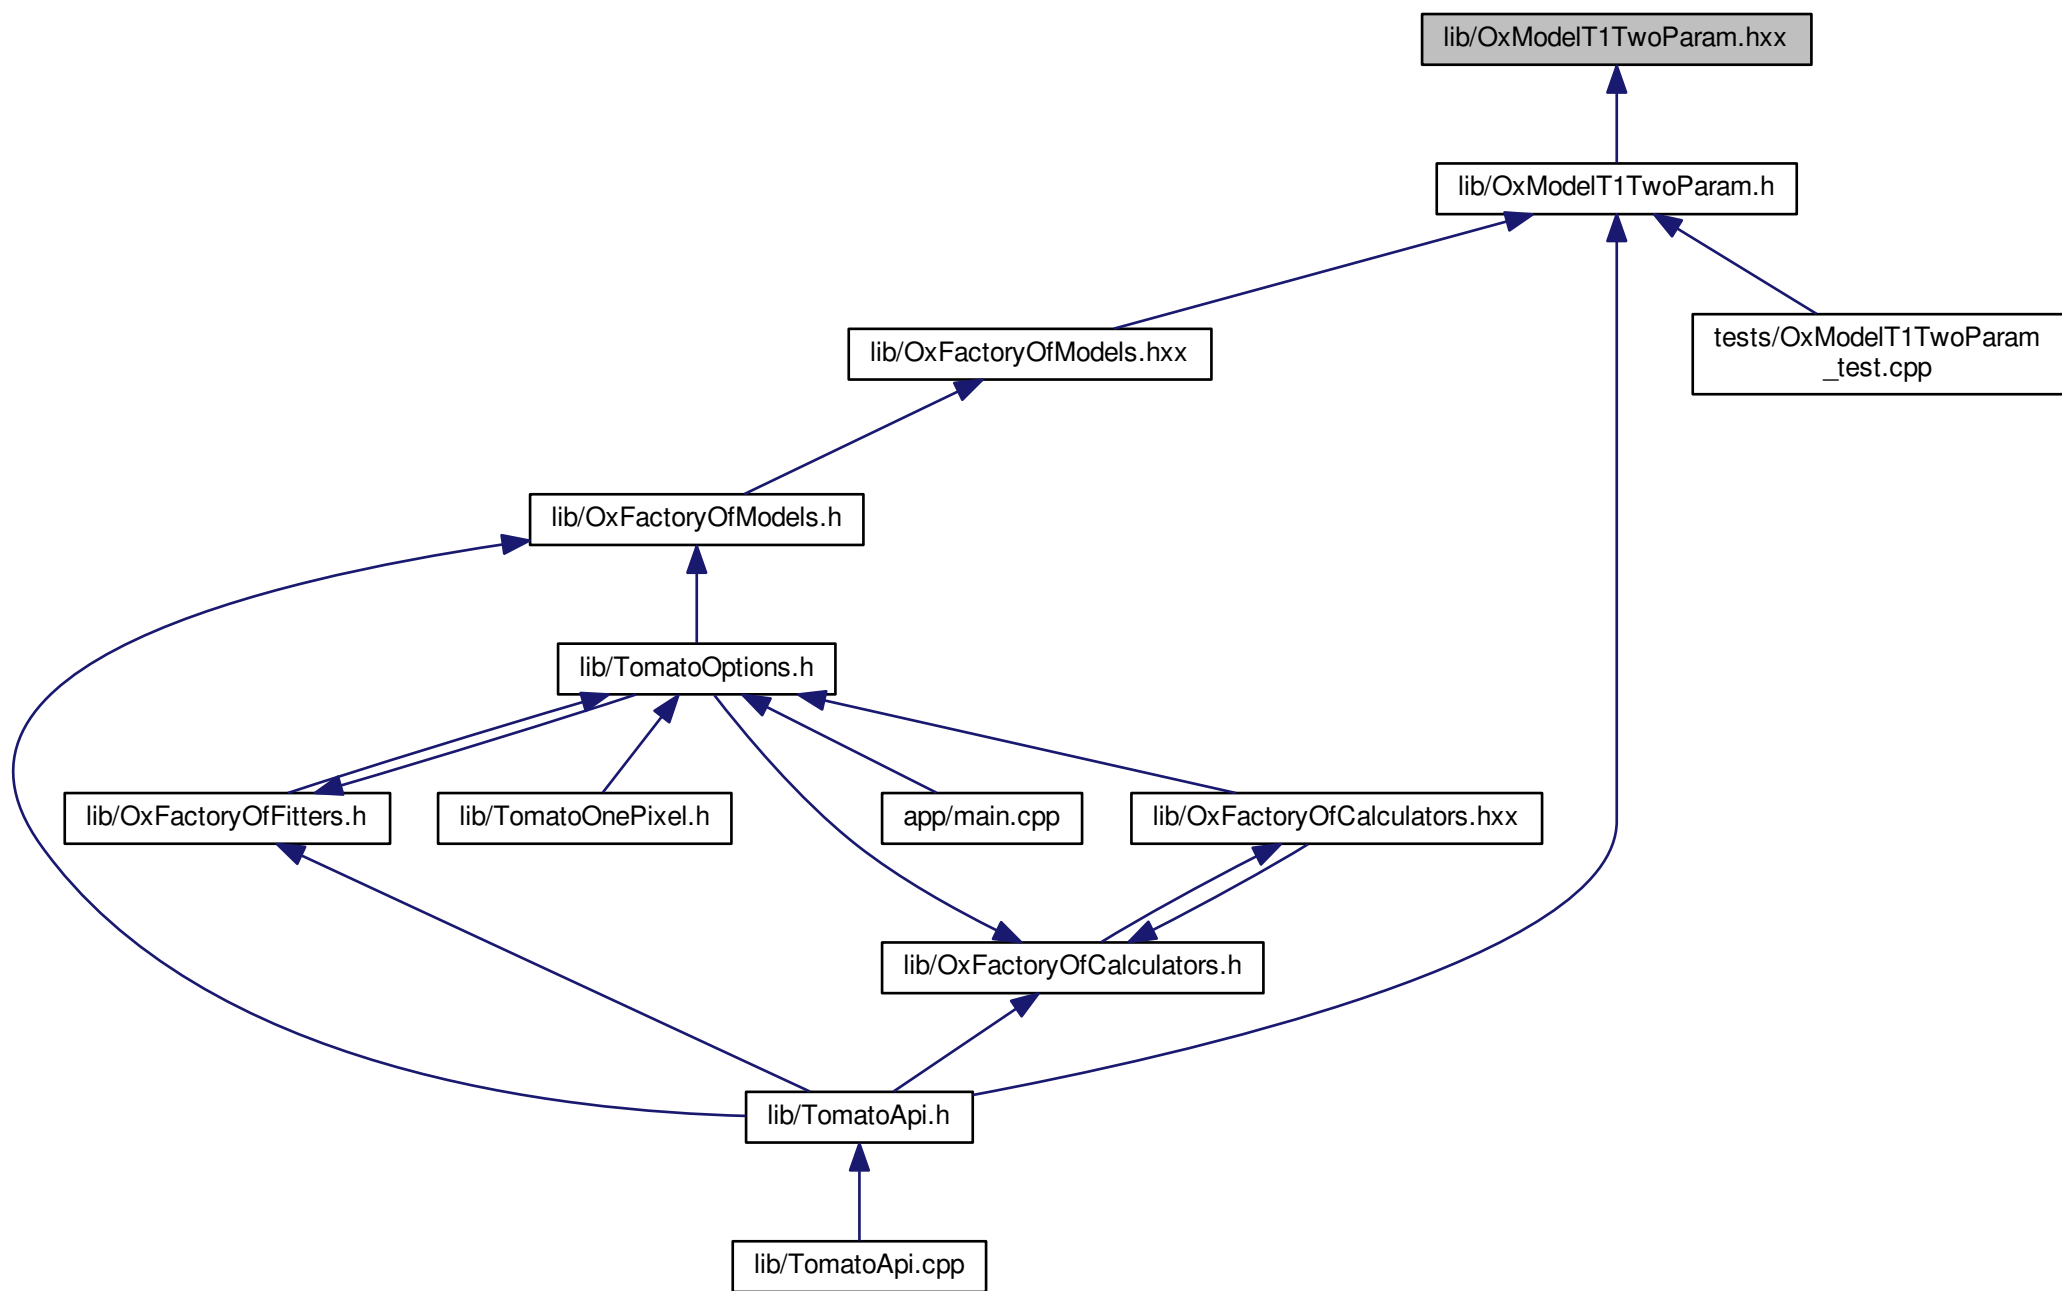 lib/OxModelT1TwoParam.hxx
lib/OxModelT1TwoParam.h
lib/OxFactoryOfModels.hxx
tests/OxModelT1TwoParam
_test.cpp
lib/OxFactoryOfModels.h
lib/TomatoOptions.h
lib/OxFactoryOfFitters.h
lib/TomatoOnePixel.h
app/main.cpp
lib/OxFactoryOfCalculators.hxx
lib/OxFactoryOfCalculators.h
lib/TomatoApi.h
lib/TomatoApi.cpp